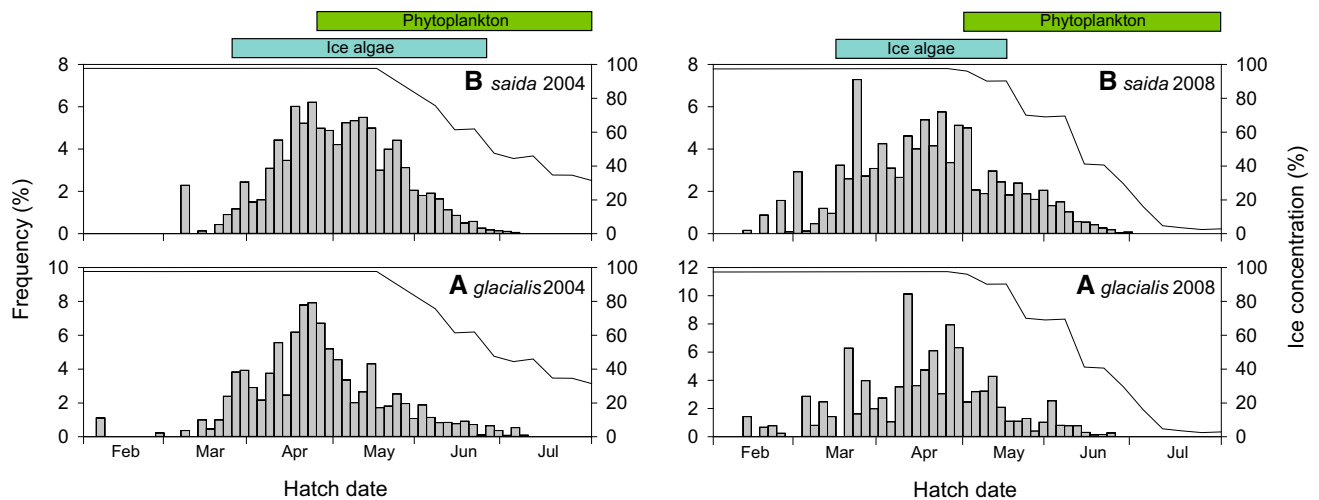 Phytoplankton
Phytoplankton
Ice algae
Ice algae
8 6 4 2 0
B saida 2004
100 80 60 40 20 0
8 6 4 2 0
B saida 2008
100 80 60 40 20 0
Frequency (%)
Ice concentration (%)
10 8 6 4 2 0
A glacialis 2004
100 80 60 40 20 0
12 10 8 6 4 2 0
A glacialis 2008
100 80 60 40 20 0
Feb Mar Apr May Jun Jul
Feb Mar Apr May Jun Jul
Hatch date
Hatch date